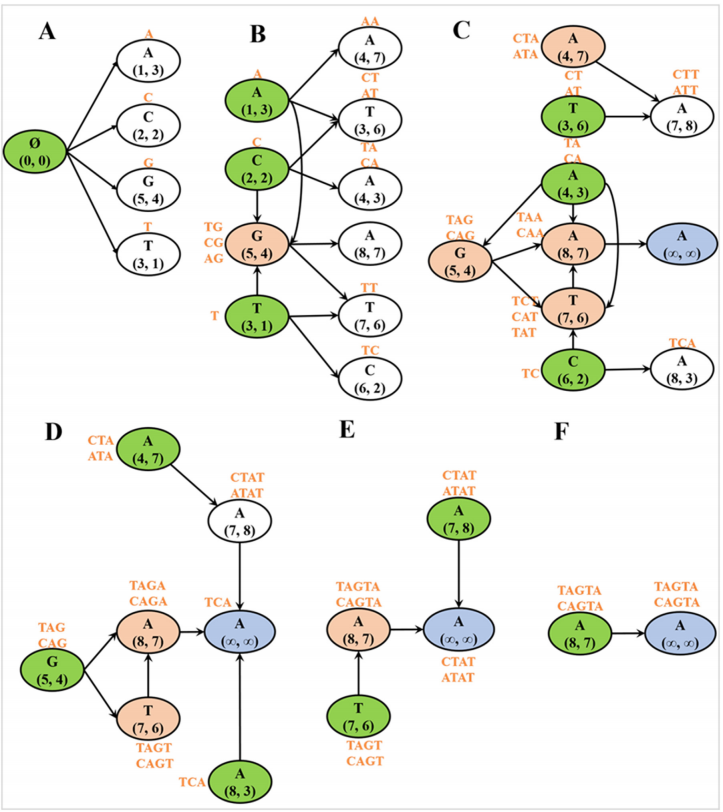 A
A
A
(1, 3)
C
C
(2, 2)
Ø
(0, 0)
G
G
(5, 4)
T
T
(3, 1)
B
AA
A
(4, 7)
A
A
(1, 3)
CT
AT
T
(3, 6)
C
C
(2, 2)
TA
CA
A
(4, 3)
TG
CG
AG
G
(5, 4)
A
(8, 7)
T
T
(3, 1)
TT
T
(7, 6)
TC
C
(6, 2)
C
CTA
ATA
A
(4, 7)
CT
AT
T
(3, 6)
CTT
ATT
A
(7, 8)
TA
CA
A
(4, 3)
TAG
CAG
G
(5, 4)
TAA
CAA
A
(8, 7)
A
(∞, ∞)
TCT
CAT
TAT
T
(7, 6)
TC
C
(6, 2)
TCA
A
(8, 3)
D
CTA
ATA
A
(4, 7)
CTAT
ATAT
A
(7, 8)
TAG
CAG
G
(5, 4)
TAGA
CAGA
A
(8, 7)
TCA
A
(∞, ∞)
T
(7, 6)
TAGT
CAGT
TCA
A
(8, 3)
E
CTAT
ATAT
A
(7, 8)
TAGTA
CAGTA
A
(8, 7)
A
(∞, ∞)
CTAT
ATAT
T
(7, 6)
TAGT
CAGT
F
TAGTA
CAGTA
A
(8, 7)
TAGTA
CAGTA
A
(∞, ∞)